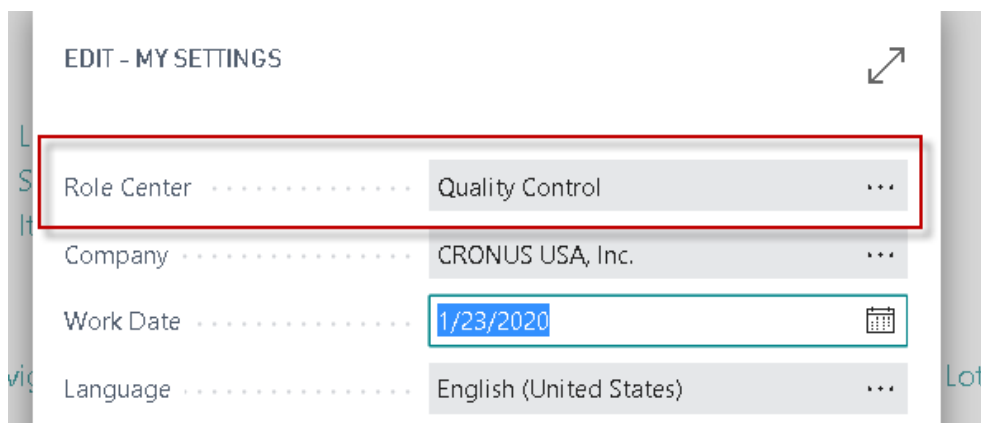 EDIT - MY SETTINGS
Role Center Quality Control
Company CRONUS USA, Inc.
Work Date 1/23/2020
Language English (United States)
Lot